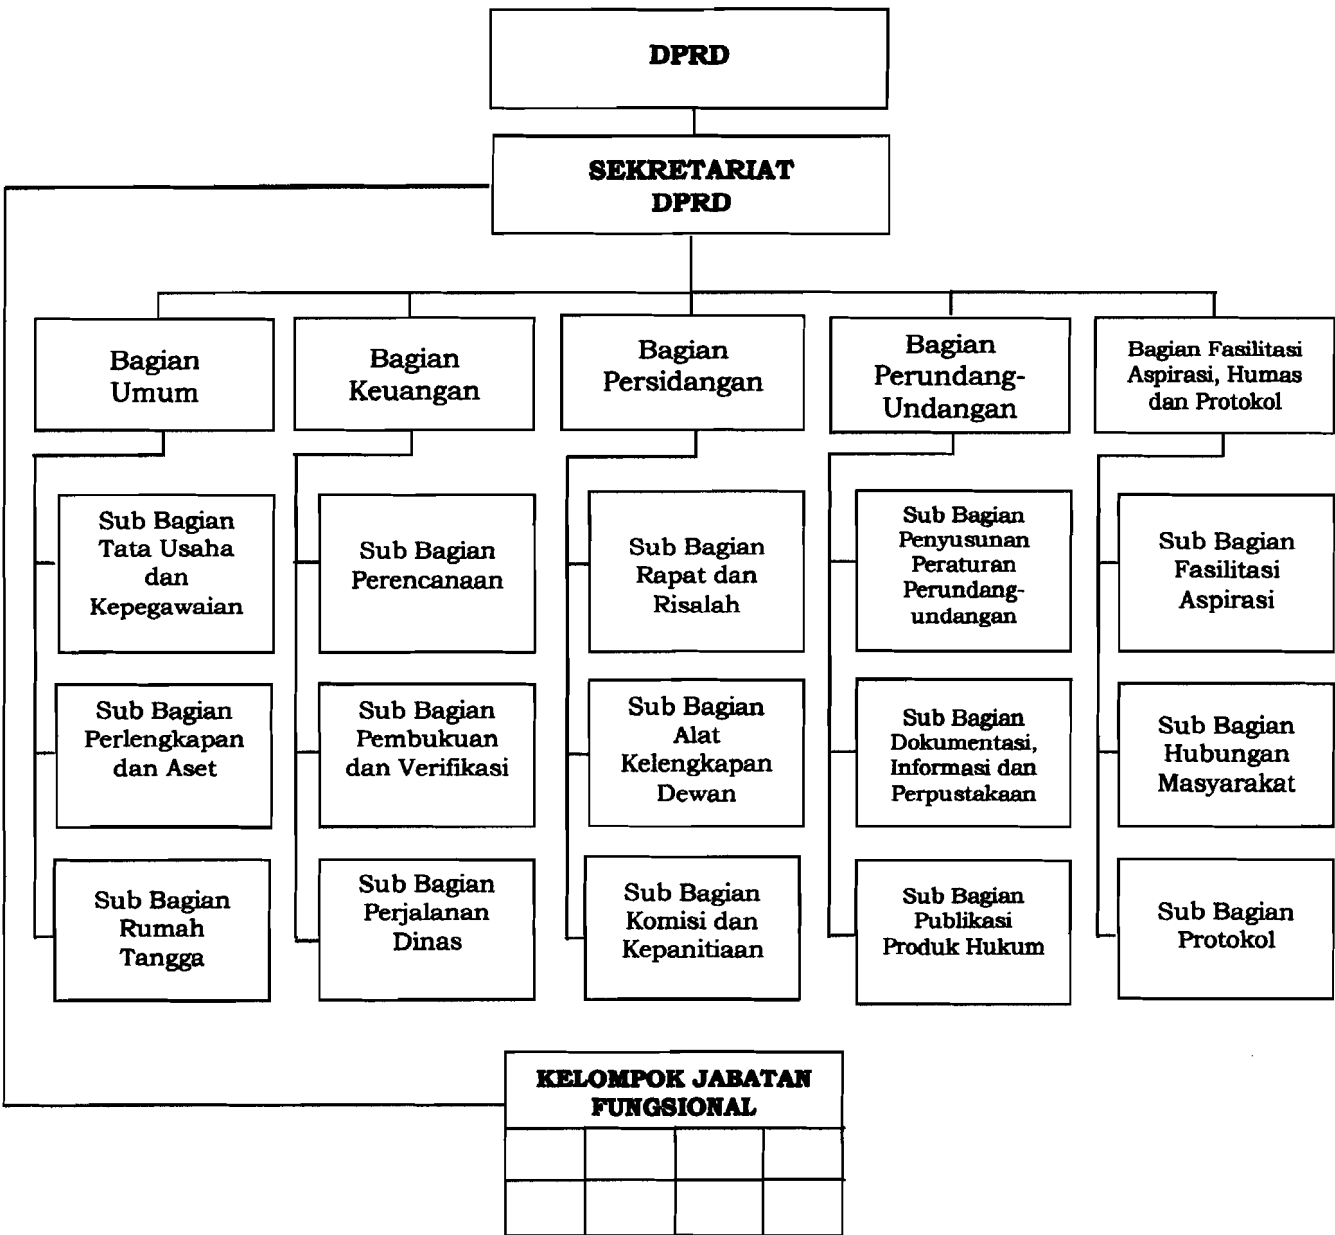 DPRD
SEKRETARIAT
DPRD
Bagian
Umum
Bagian
Keuangan
Bagian
Persidangan
Bagian
Perundang-
Undangan
Bagian Fasilitasi
Aspirasi, Humas
dan Protokol
Sub Bagian
Tata Usaha
dan
Kepegawaian
Sub Bagian
Perencanaan
Sub Bagian
Rapat dan
Risalah
Sub Bagian
Penyusunan
Peraturan
Perundang-
undangan
Sub Bagian
Fasilitasi
Aspirasi
Sub Bagian
Perlengkapan
dan Aset
Sub Bagian
Pembukuan
dan Verifikasi
Sub Bagian
Alat
Kelengkapan
Dewan
Sub Bagian
Dokumentasi,
Informasi dan
Perpustakaan
Sub Bagian
Hubungan
Masyarakat
Sub Bagian
Rumah
Tangga
Sub Bagian
Perjalanan
Dinas
Sub Bagian
Komisi dan
Kepanitiaan
Sub Bagian
Publikasi
Produk Hukum
Sub Bagian
Protokol
KELOMPOK JABATAN
FUNGSIONAL